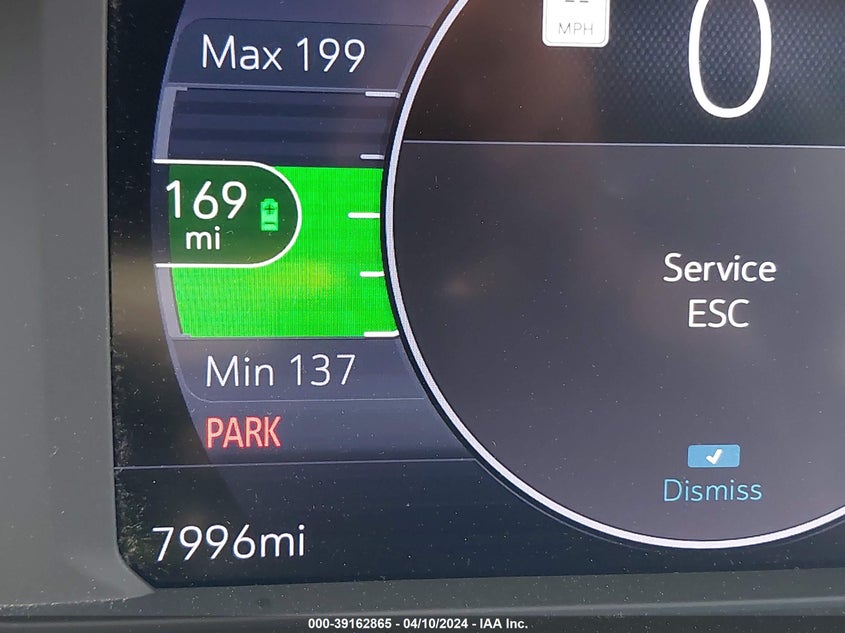 Max 199
MPH
0
169
mi
Service
ESC
Min 137
PARK
Dismiss
7996mi
000-39162865 - 04/10/2024 - IAA Inc.